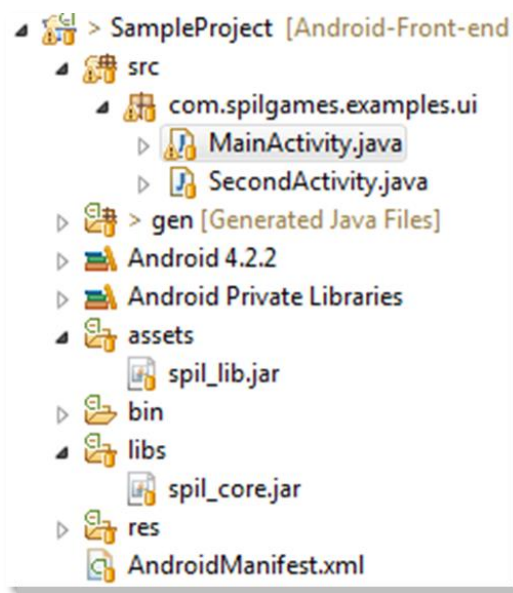 > SampleProject [Android-Front-end
src
com.spilgames.examples.ui
MainActivity.java
SecondActivity.java
> gen [Generated Java Files]
Android 4.2.2
Android Private Libraries
assets
spil_lib.jar
bin
libs
spil_core.jar
res
AndroidManifest.xml